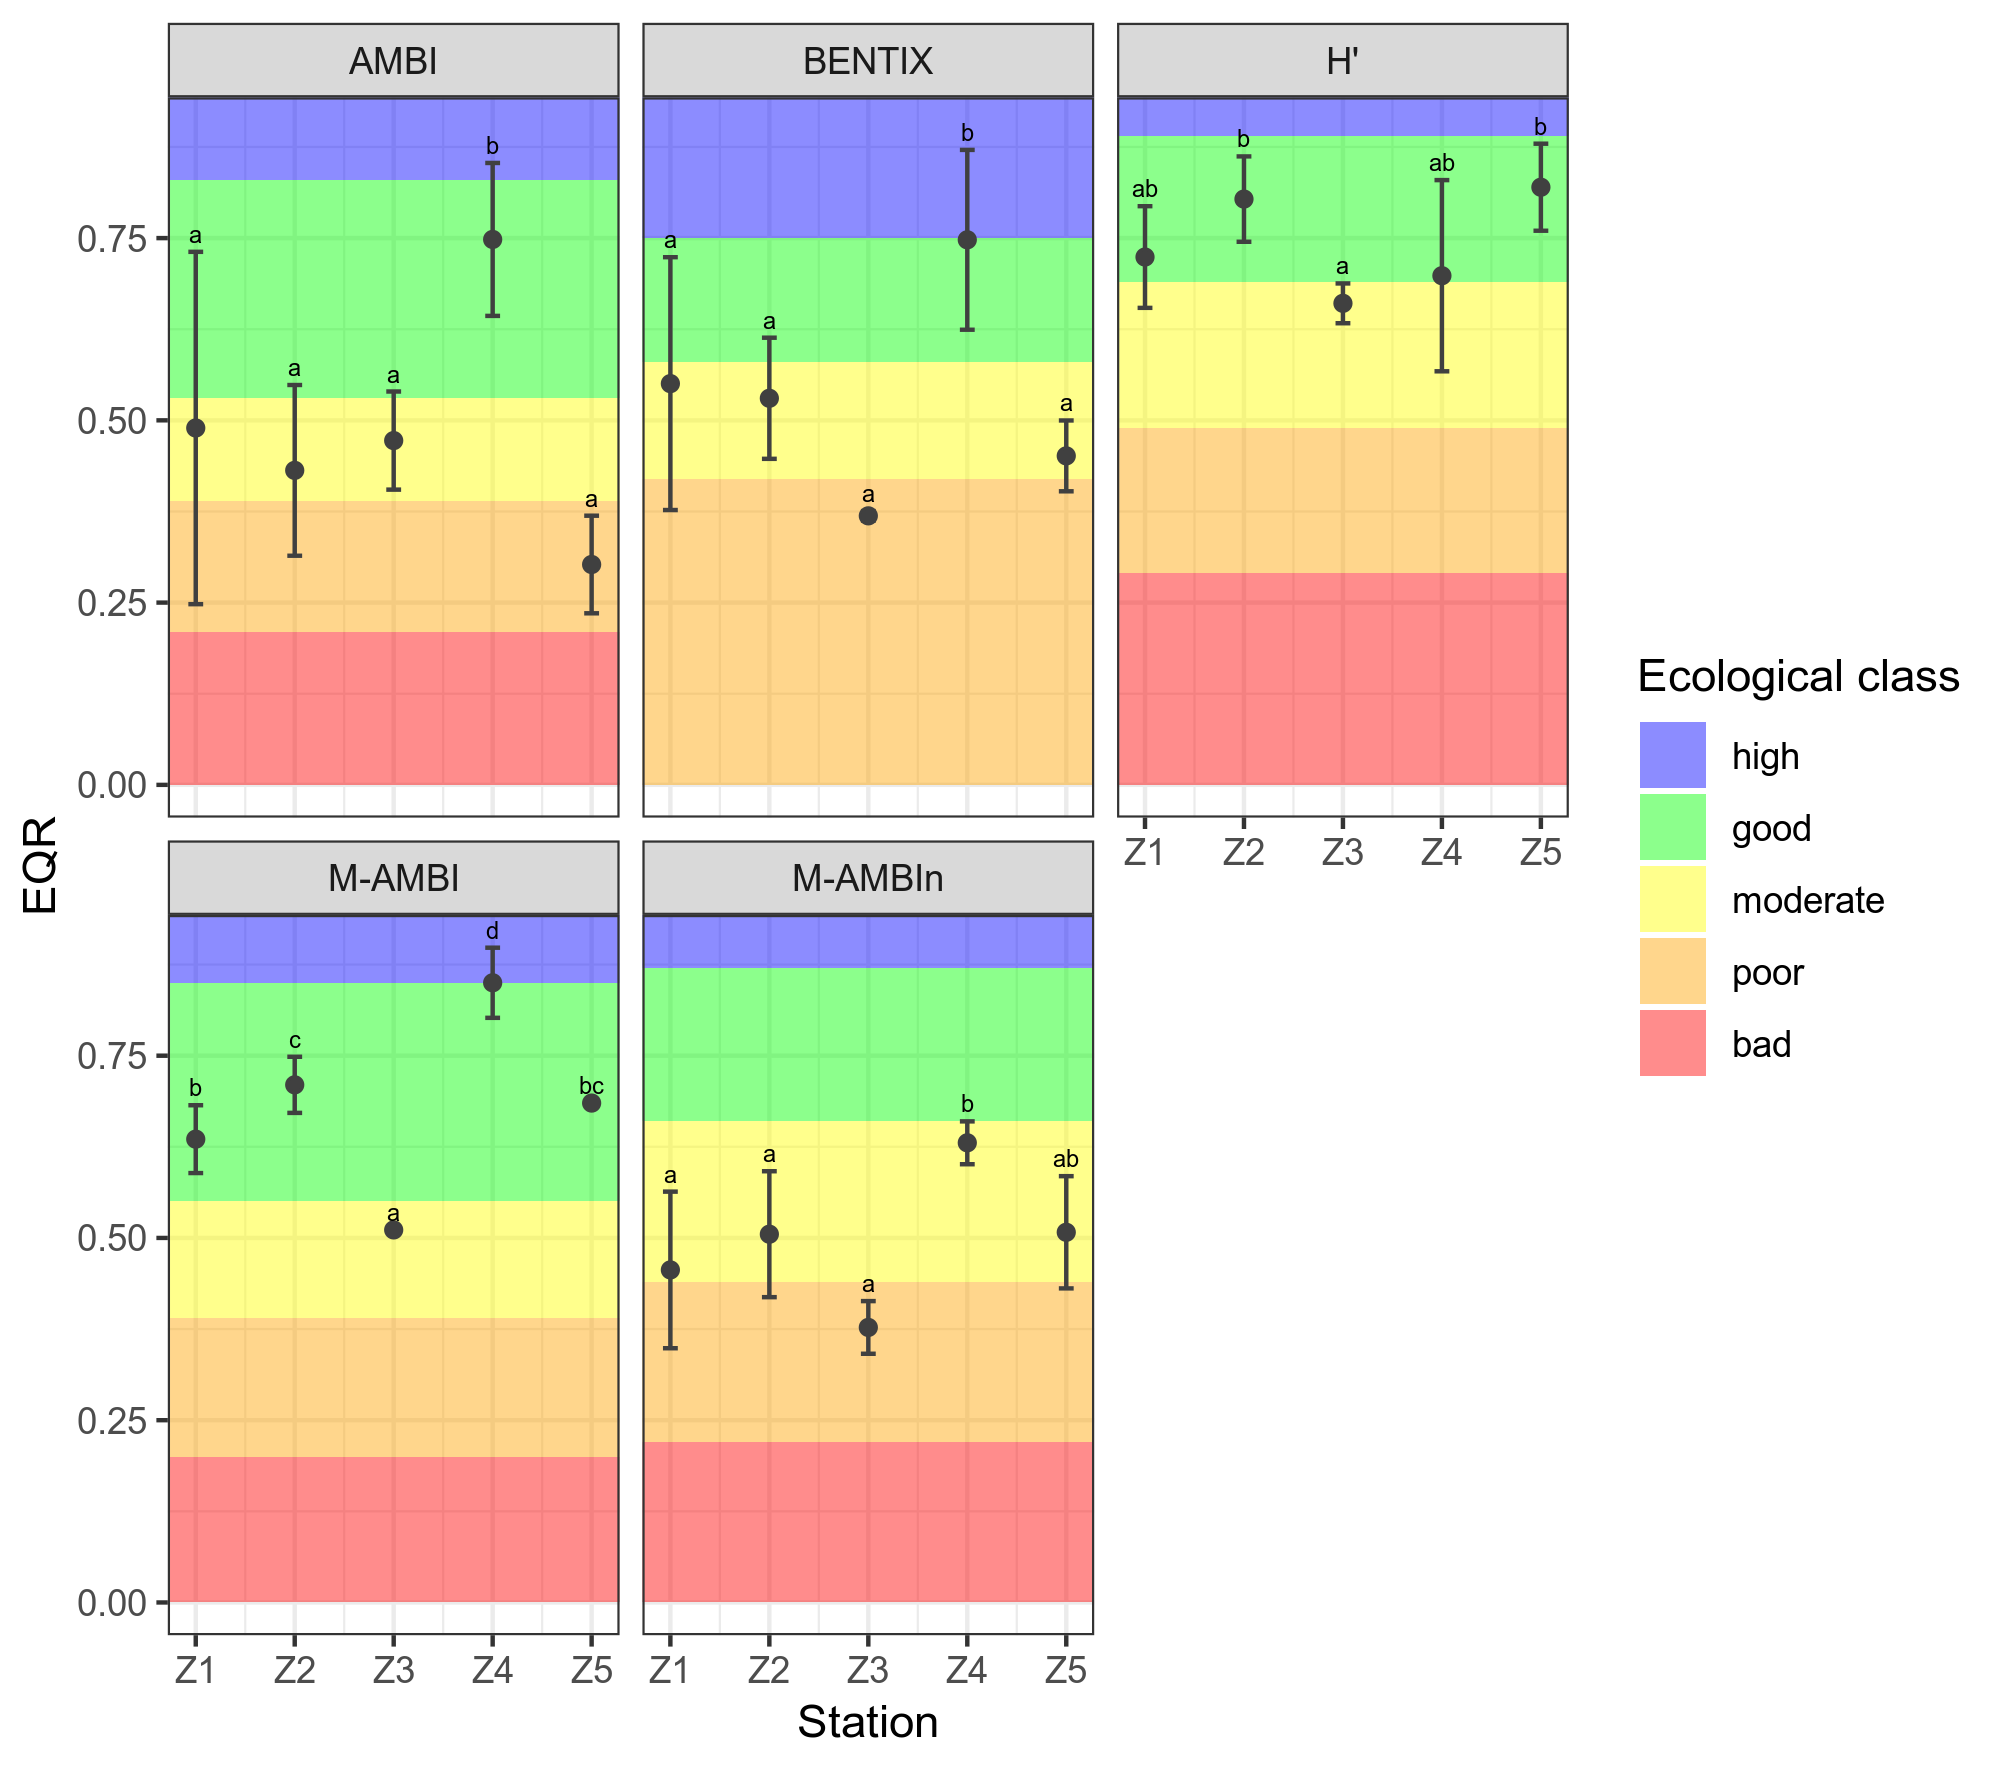 AMBI
BENTIX
H'
b
b
b
b
a
a
ab
ab
a
a
a
a
a
a
a
a
0.75
0.50
0.25
0.00
Z1 Z2 Z3 Z4 Z5
Ecological class
high
good
moderate
poor
bad
EQR
M-AMBI
M-AMBIn
b
c
a
d
bc
a
a
a
b
ab
0.75
0.50
0.25
0.00
Z1 Z2 Z3 Z4 Z5
Z1 Z2 Z3 Z4 Z5
Station